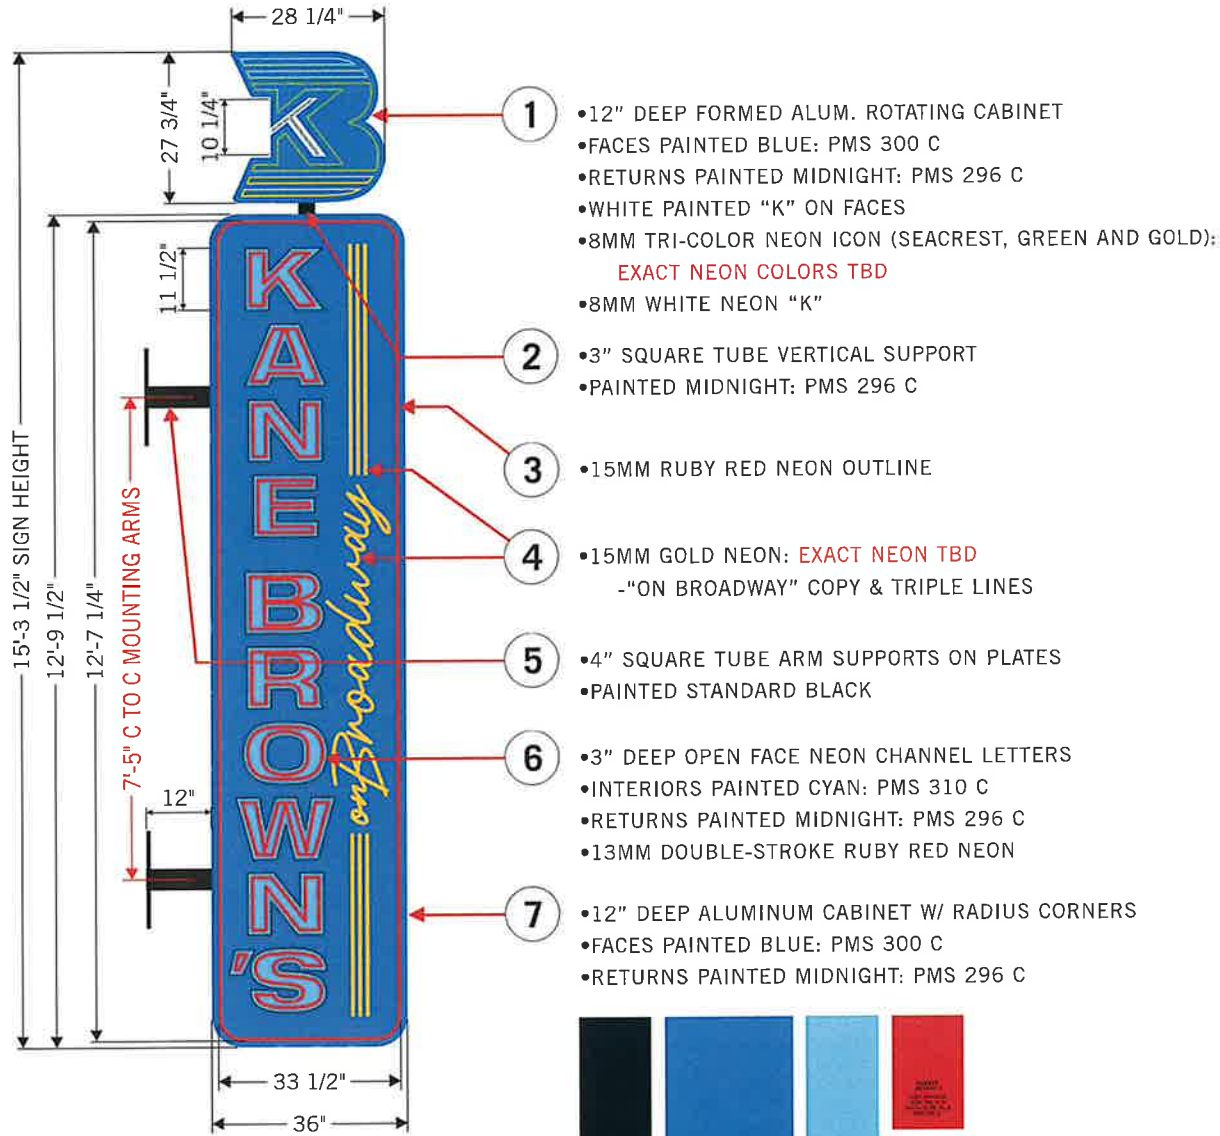 28 1/4"
27 3/4"
10 1/4"
K
B
1
•12" DEEP FORMED ALUM. ROTATING CABINET
•FACES PAINTED BLUE: PMS 300 C
•RETURNS PAINTED MIDNIGHT: PMS 296 C
•WHITE PAINTED “K” ON FACES
•8MM TRI-COLOR NEON ICON (SEACREST, GREEN AND GOLD):
EXACT NEON COLORS TBD
•8MM WHITE NEON “K”
2
•3" SQUARE TUBE VERTICAL SUPPORT
•PAINTED MIDNIGHT: PMS 296 C
3
•15MM RUBY RED NEON OUTLINE
4
•15MM GOLD NEON: EXACT NEON TBD
-“ON BROADWAY” COPY & TRIPLE LINES
5
•4" SQUARE TUBE ARM SUPPORTS ON PLATES
•PAINTED STANDARD BLACK
6
•3" DEEP OPEN FACE NEON CHANNEL LETTERS
•INTERIORS PAINTED CYAN: PMS 310 C
•RETURNS PAINTED MIDNIGHT: PMS 296 C
•13MM DOUBLE-STROKE RUBY RED NEON
7
•12" DEEP ALUMINUM CABINET W/ RADIUS CORNERS
•FACES PAINTED BLUE: PMS 300 C
•RETURNS PAINTED MIDNIGHT: PMS 296 C
15'-3 1/2" SIGN HEIGHT
12'-9 1/2"
12'-7 1/4"
7'-5" C TO C MOUNTING ARMS
11 1/2"
12"
KANE BROWN'S
on Broadway
33 1/2"
36"